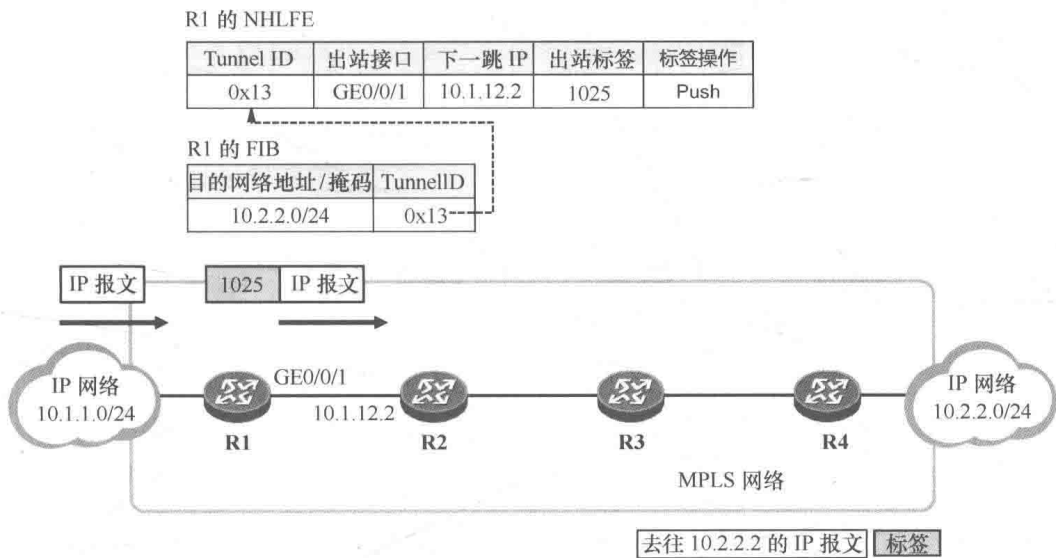 R1 的 NHLFE
Tunnel ID 出站接口 下一跳 IP 出站标签 标签操作
0x13 GE0/0/1 10.1.12.2 1025 Push
R1 的 FIB
目的网络地址/掩码 TunnelID
10.2.2.0/24 0x13
IP 报文 1025 IP 报文
IP 网络
10.1.1.0/24
GE0/0/1
10.1.12.2
R1 R2 R3 R4
IP 网络
10.2.2.0/24
MPLS 网络
去往 10.2.2.2 的 IP 报文 标签